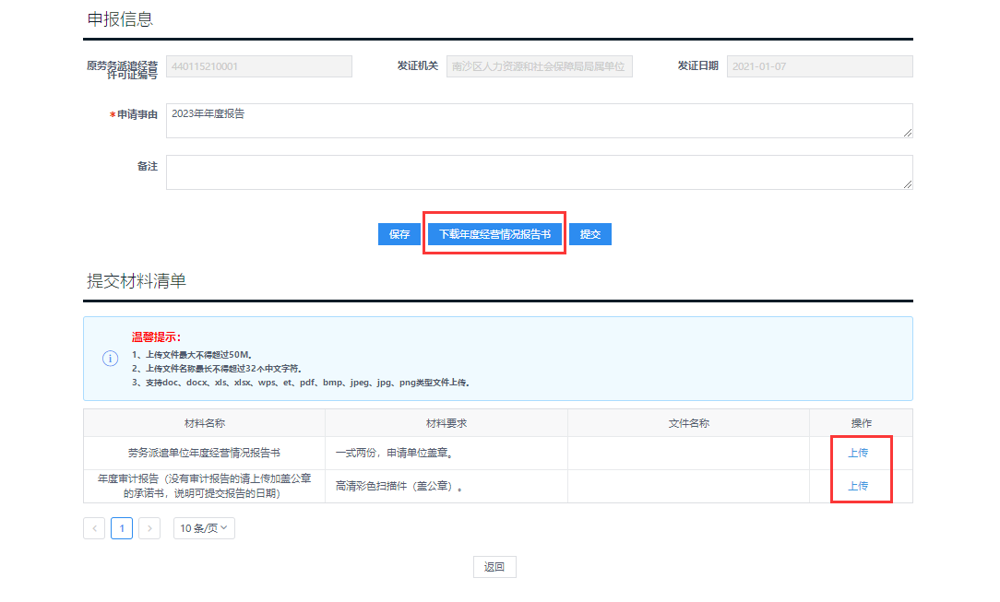 申报信息
原劳务派遣经营许可证编号 440115210001 发证机关 南沙区人力资源和社会保障局局属单位 发证日期 2021-01-07
*申请事由 2023年年度报告
备注
保存 下载年度经营情况报告书 提交
提交材料清单
温馨提示：
1、上传文件最大不得超过50M。
2、上传文件名称最长不得超过32个中文字符。
3、支持doc、docx、xls、xlsx、wps、et、pdf、bmp、jpeg、jpg、png类型文件上传。
材料名称 材料要求 文件名称 操作
劳务派遣单位年度经营情况报告书 一式两份，申请单位盖章。 上传
年度审计报告（没有审计报告的请上传加盖公章
的承诺书，说明可提交报告的日期） 高清彩色扫描件（盖公章）。 上传
< 1 > 10 条/页
返回